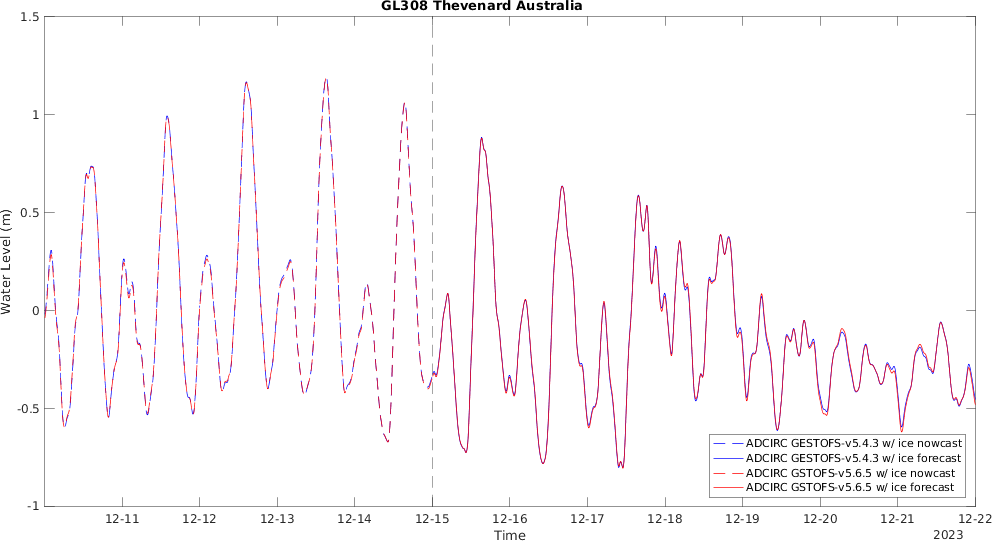 GL308 Thevenard Australia
1.5
1
0.5
0
-0.5
-1
Water Level (m)
ADCIRC GESTOFS-v5.4.3 w/ ice nowcast
ADCIRC GESTOFS-v5.4.3 w/ ice forecast
ADCIRC GSTOFS-v5.6.5 w/ ice nowcast
ADCIRC GSTOFS-v5.6.5 w/ ice forecast
12-11 12-12 12-13 12-14 12-15 12-16 12-17 12-18 12-19 12-20 12-21 12-22
Time
2023